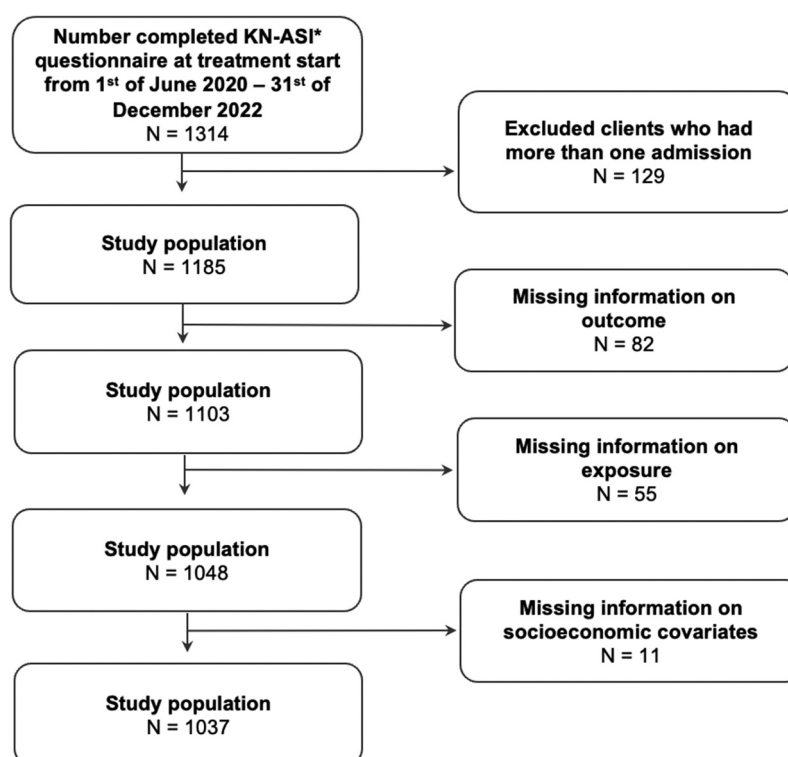 Number completed KN-ASI*
questionnaire at treatment start
from 1st of June 2020 – 31st of
December 2022
N = 1314
Excluded clients who had
more than one admission
N = 129
Study population
N = 1185
Missing information on
outcome
N = 82
Study population
N = 1103
Missing information on
exposure
N = 55
Study population
N = 1048
Missing information on
socioeconomic covariates
N = 11
Study population
N = 1037